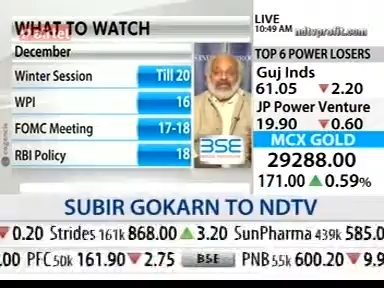 WHAT TO WATCH
December
Winter Session Till 20
WPI 16
FOMC Meeting 17-18
RBI Policy 18
BSE
LIVE
10:49 AM
ndtvprofit.com
TOP 6 POWER LOSERS
Guj Inds
61.05 ▼2.20
JP Power Venture
19.90 ▼0.60
MCX GOLD
29288.00
171.00 ▲0.59%
SUBIR GOKARN TO NDTV
▼0.20 Strides 161k 868.00 ▲3.20 SunPharma 439k 585.0
.00 PFC 50k 161.90 ▼2.75 BSE PNB 55k 600.20 ▼9.9